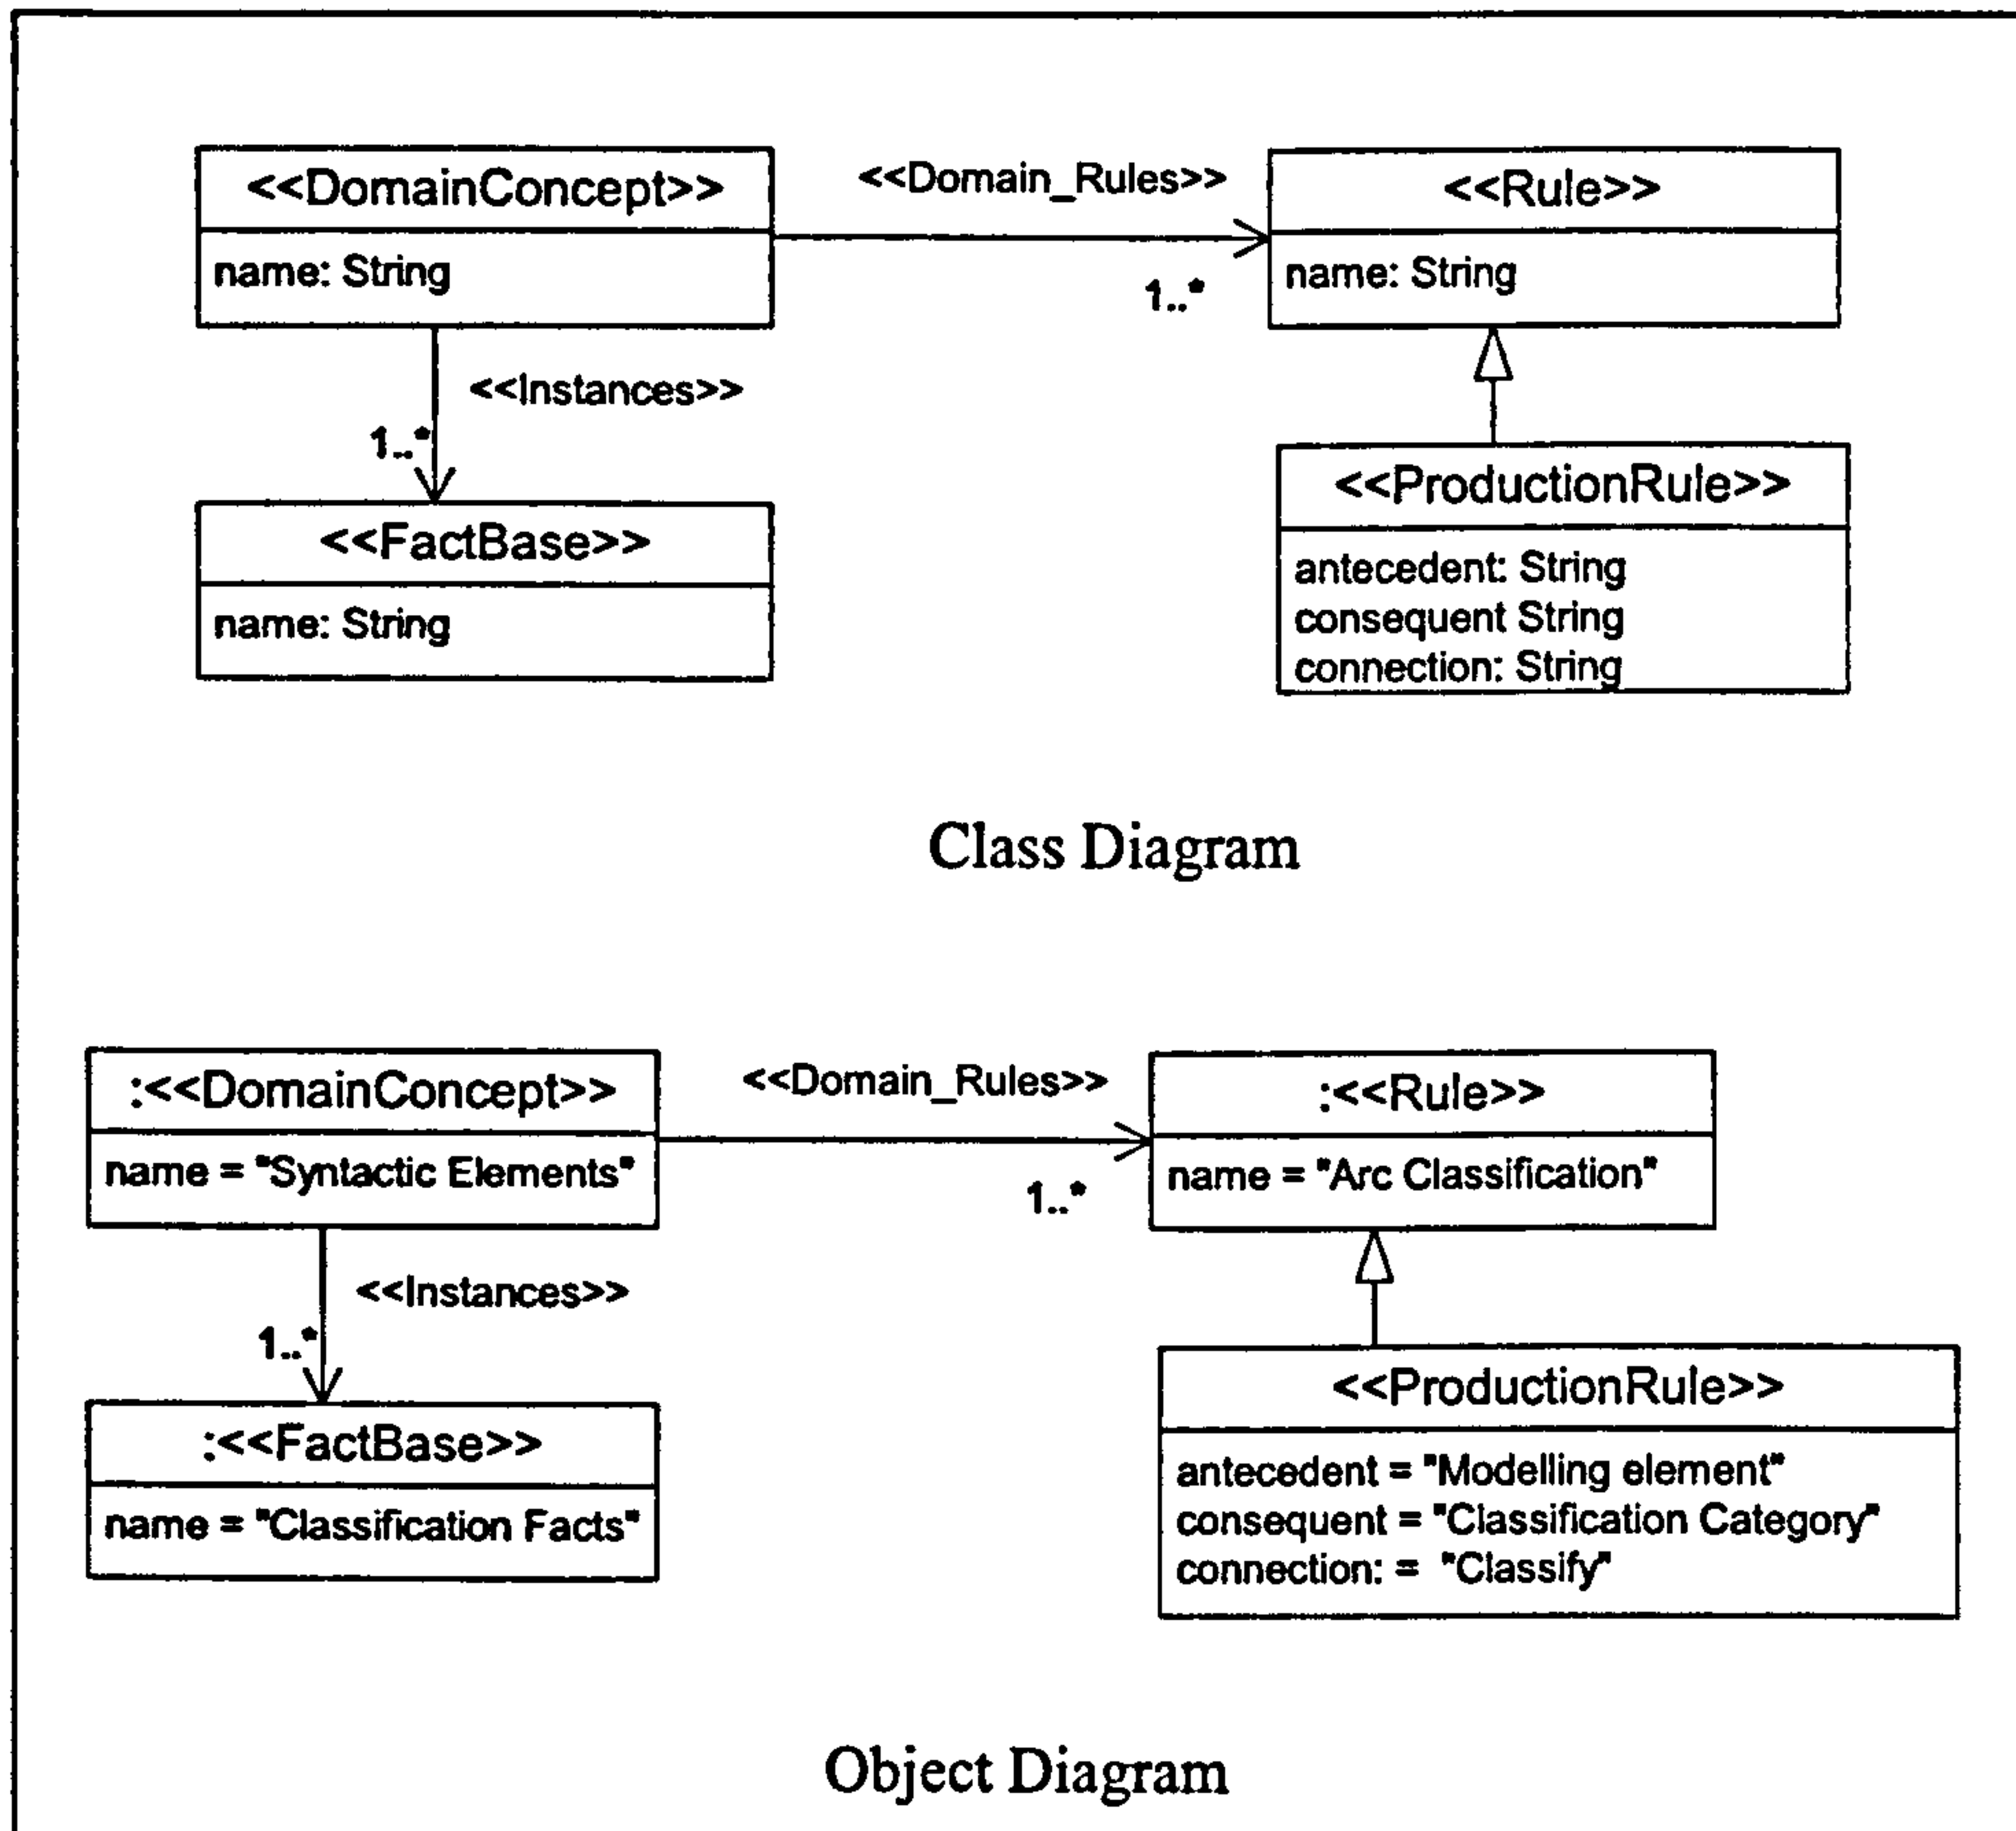 <<DomainConcept>>
name: String
<<Domain_Rules>>
1..*
<<Rule>>
name: String
<<Instances>>
1..*
<<FactBase>>
name: String
<<ProductionRule>>
antecedent: String
consequent String
connection: String
Class Diagram
:<<DomainConcept>>
name = "Syntactic Elements"
<<Domain_Rules>>
1..*
:<<Rule>>
name = "Arc Classification"
<<Instances>>
1..*
:<<FactBase>>
name = "Classification Facts"
<<ProductionRule>>
antecedent = "Modelling element"
consequent = "Classification Category"
connection: = "Classify"
Object Diagram